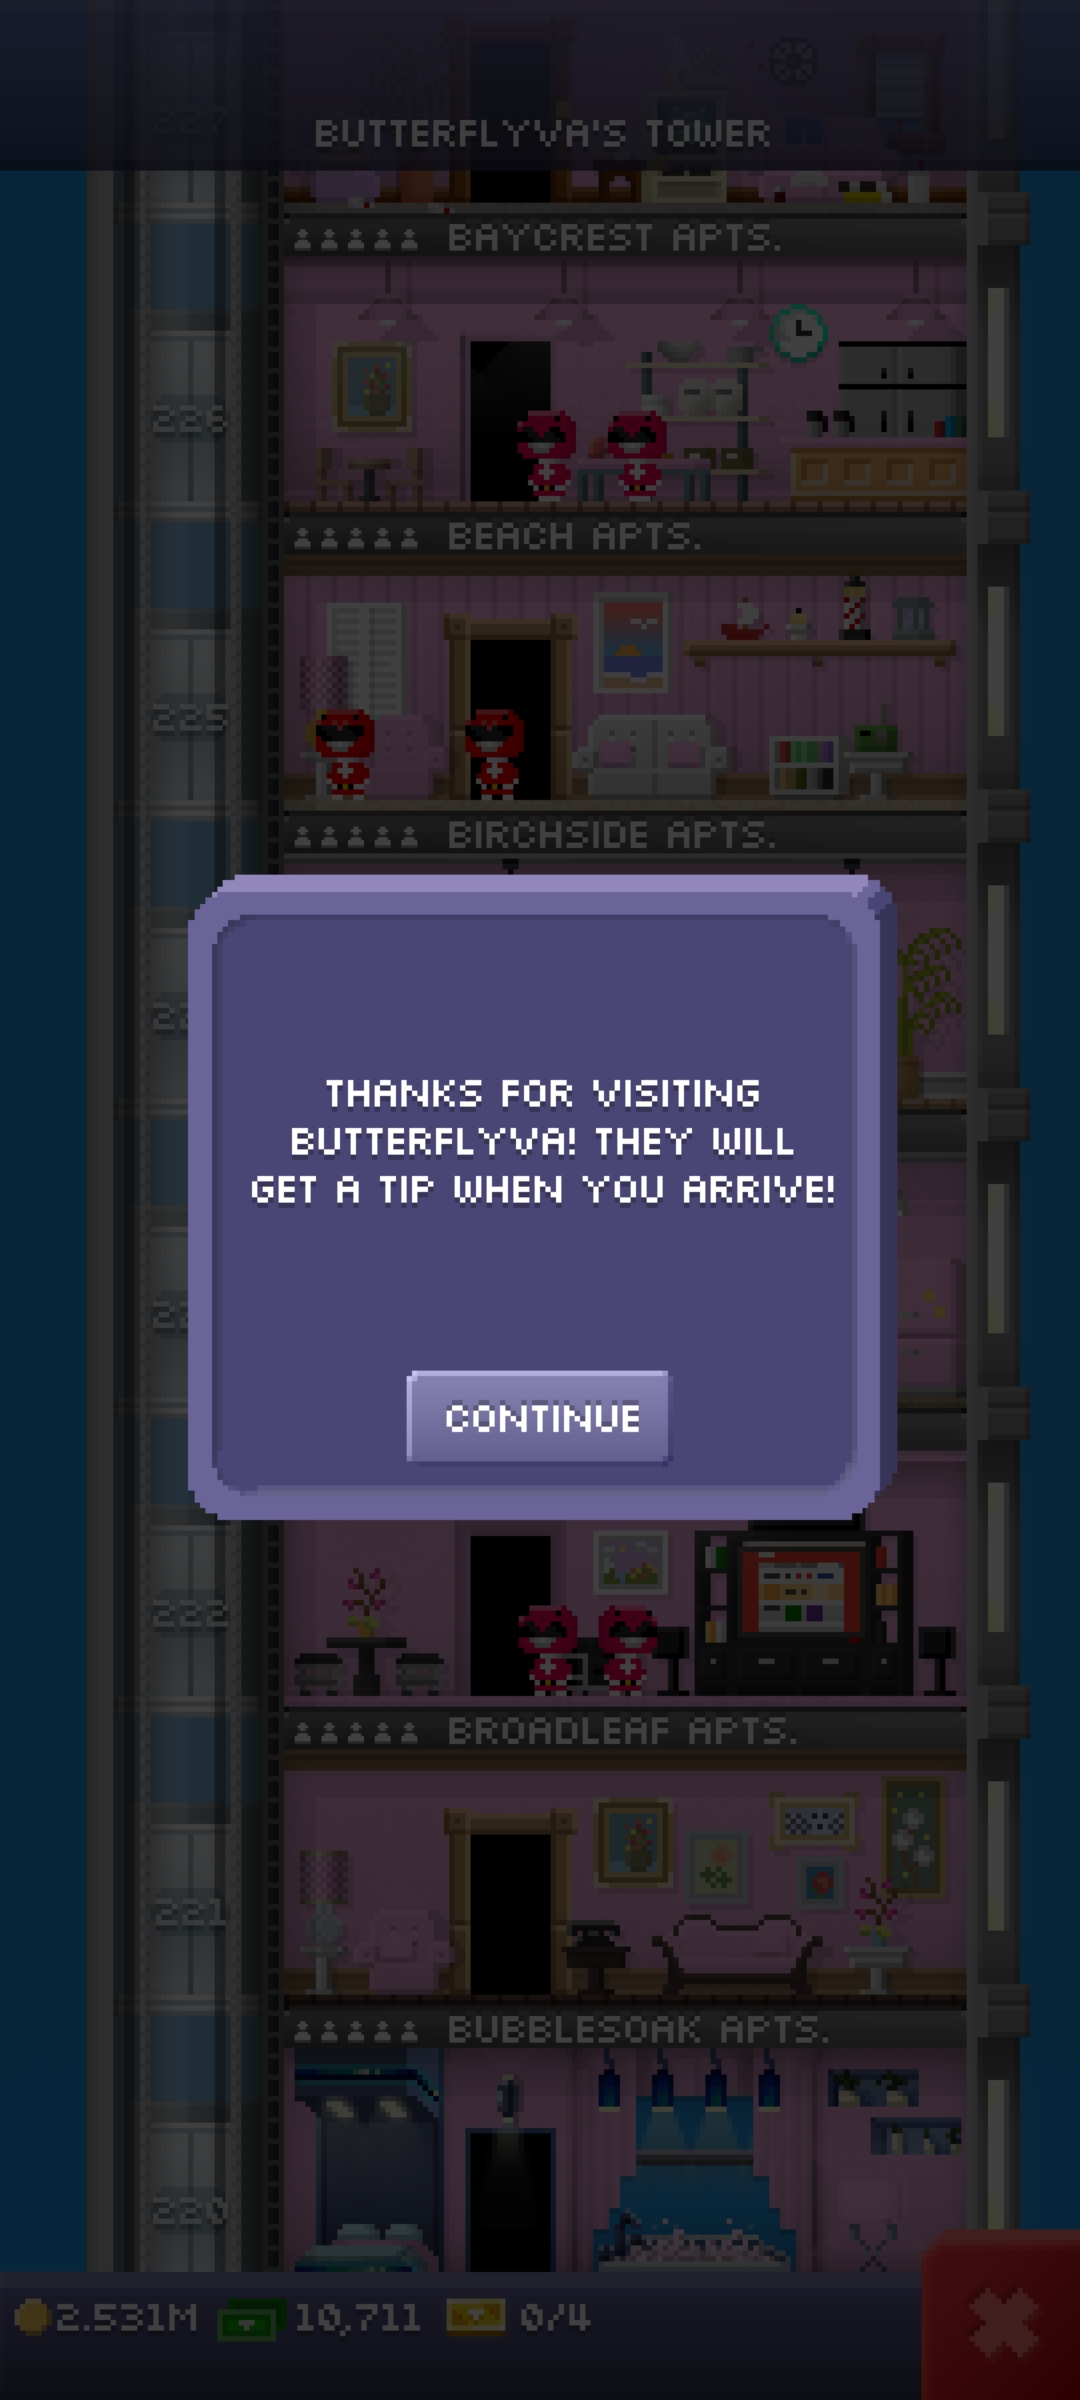 BUTTERFLYVA'S TOWER
BAYCREST APTS.
226
BEACH APTS.
225
BIRCHSIDE APTS.
THANKS FOR VISITING
BUTTERFLYVA! THEY WILL
GET A TIP WHEN YOU ARRIVE!
CONTINUE
222
BROADLEAF APTS.
221
BUBBLESOAK APTS.
220
2.531M 10,711 0/4